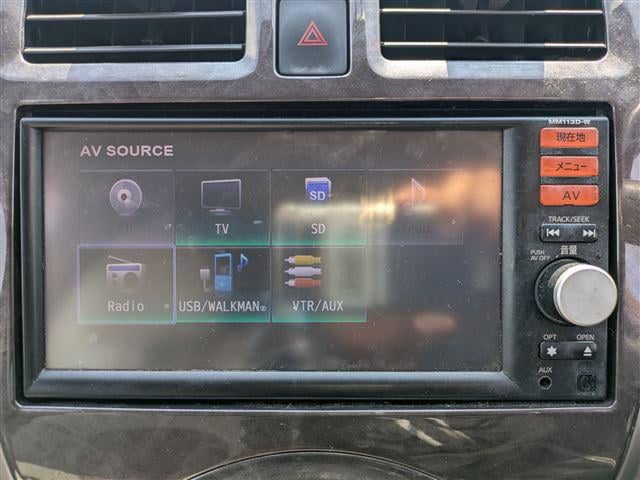 MM113D-W
AV SOURCE
現在地
メニュー
AV
CD
TV
SD
SD
iPod
TRACK/SEEK
PUSH
AV OFF
音量
Radio
USB/WALKMAN®
VTR/AUX
OPT
OPEN
AUX